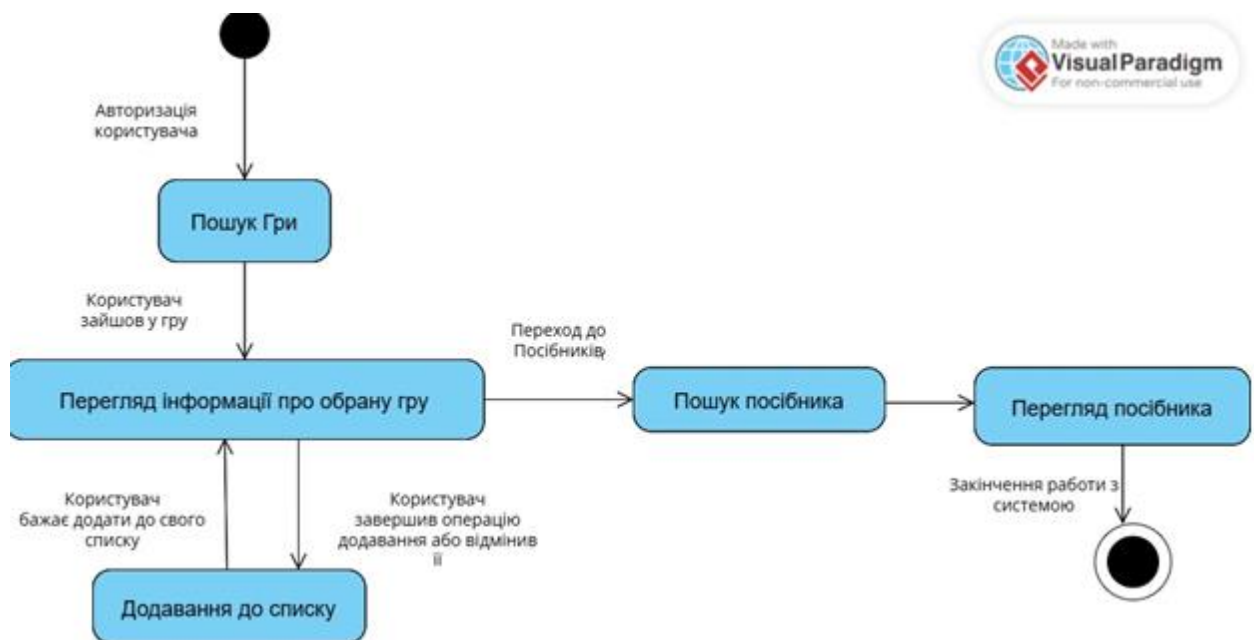 Made with
Visual Paradigm
For non-commercial use
Авторизація
користувача
Пошук Гри
Користувач
зайшов у гру
Переход до
Посібників
Перегляд інформації про обрану гру
Пошук посібника
Перегляд посібника
Користувач
бажає додати до свого
списку
Користувач
завершив операцію
додавання або відмінив
її
Закінчення работи з
системою
Додавання до списку